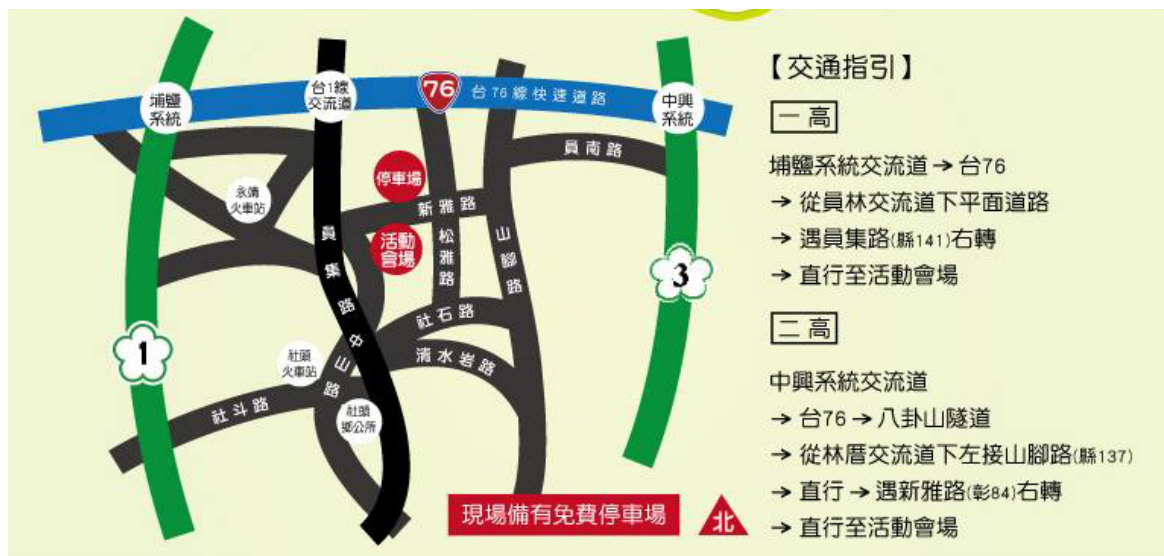 埔鹽
系統
台1線
交流道
76
台76線快速道路
中興
系統
員南路
永靖
火車站
停車場
新雅路
活動
會場
松雅路
山腳路
員集路
中山路
3
1
社石路
清水岩路
社頭
火車站
社斗路
社頭
鄉公所
現場備有免費停車場
北
【交通指引】
一高
埔鹽系統交流道→台76
→從員林交流道下平面道路
→遇員集路(縣141)右轉
→直行至活動會場
二高
中興系統交流道
→台76→八卦山隧道
→從林厝交流道下左接山腳路(縣137)
→直行→遇新雅路(彰84)右轉
→直行至活動會場